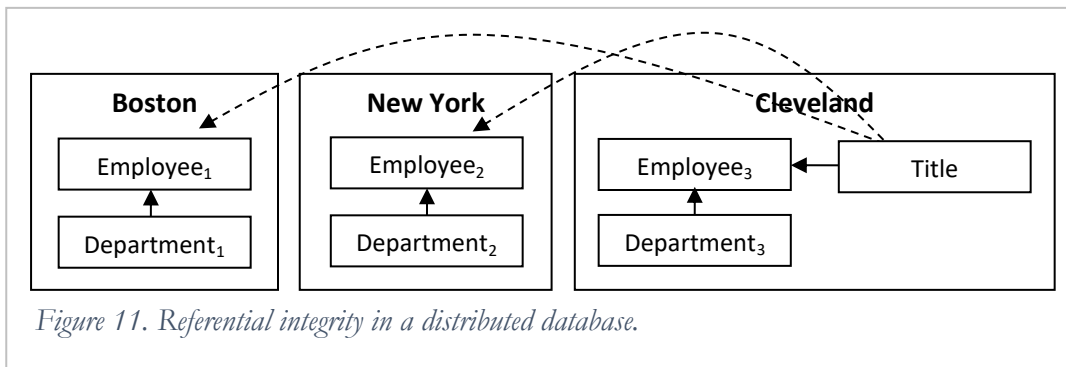 Boston New York Cleveland
Employee₁ Employee₂ Employee₃ Title
Department₁ Department₂ Department₃
Figure 11. Referential integrity in a distributed database.